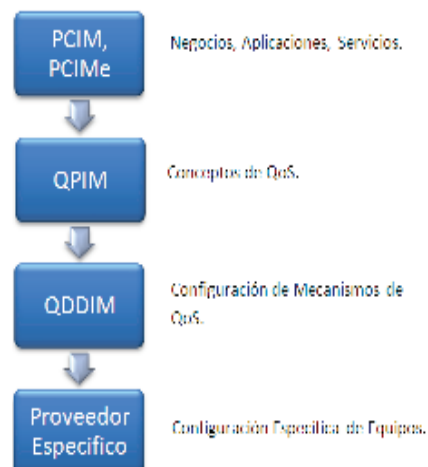 PCIM,
PCIMe
Negocios, Aplicaciones, Servicios.
QPIM
Conceptos de QoS.
QDDIM
Configuración de Mecanismos de
QoS.
Proveedor
Especifico
Configuración Especifica de Equipos.